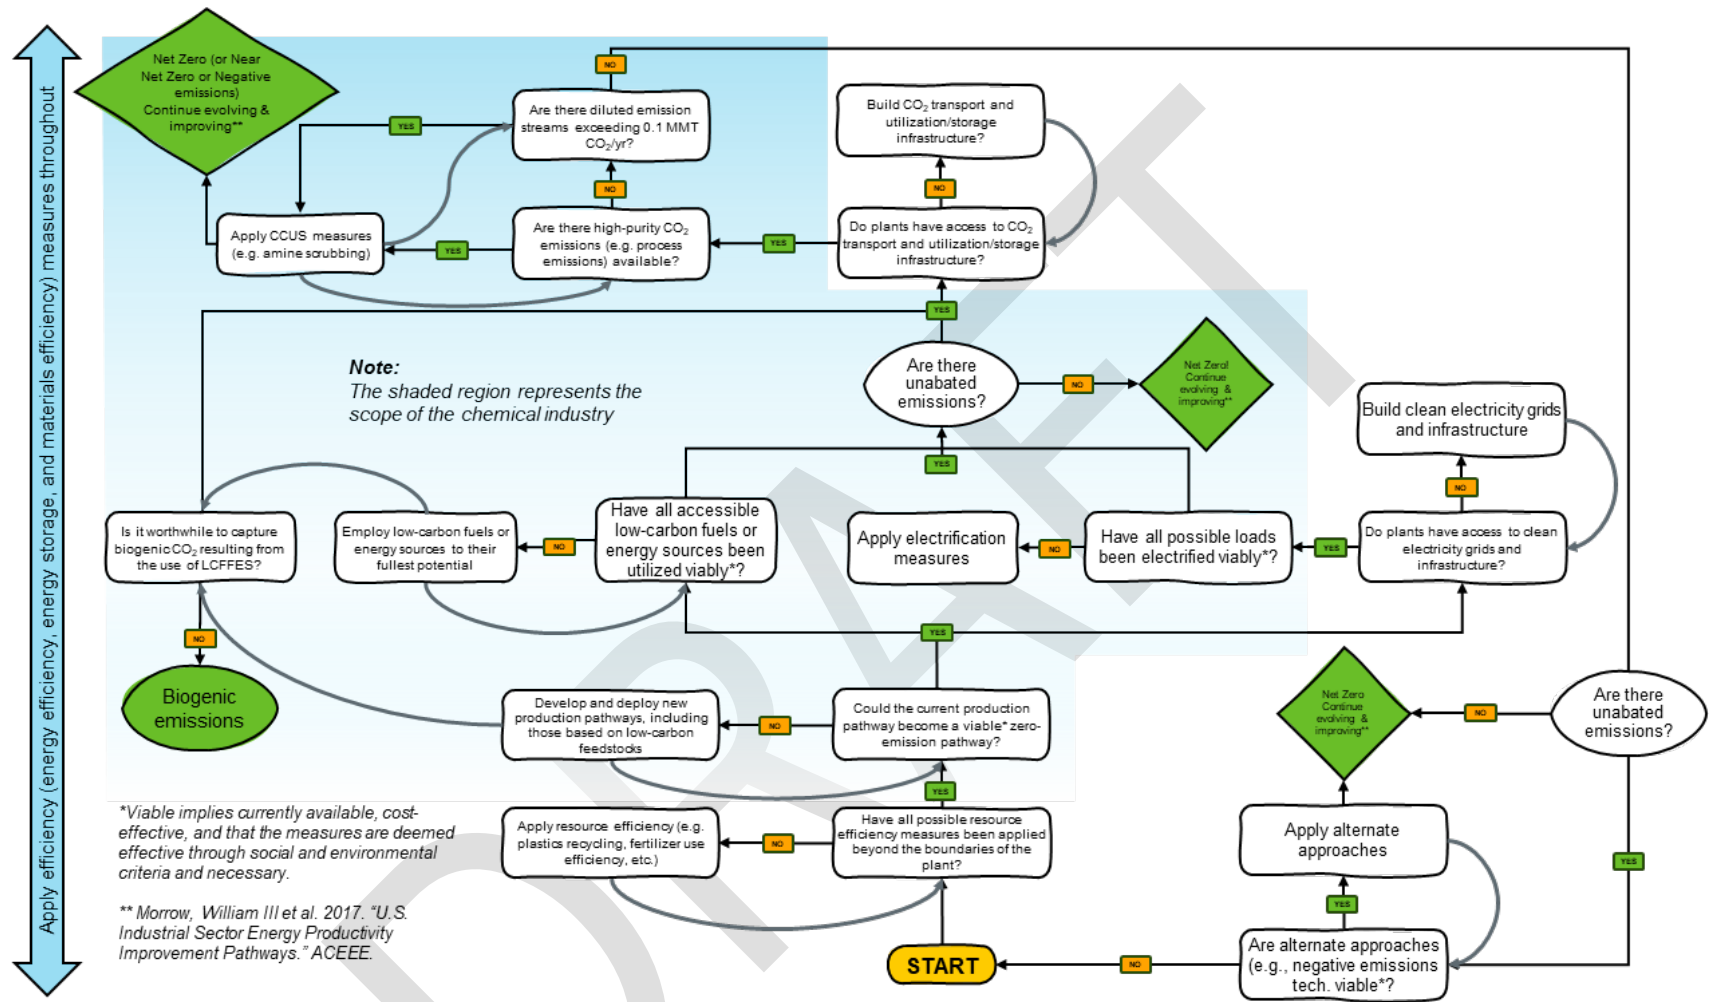 Apply efficiency (energy efficiency, energy storage, and materials efficiency) measures throughout
Net Zero (or Near
Net Zero or Negative
emissions)
Continue evolving &
improving**
NO
Are there diluted emission
streams exceeding 0.1 MMT
CO₂/yr?
YES
Build CO₂ transport and
utilization/storage
infrastructure?
NO
NO
Apply CCUS measures
(e.g. amine scrubbing)
YES
Are there high-purity CO₂
emissions (e.g. process
emissions) available?
YES
Do plants have access to CO₂
transport and utilization/storage
infrastructure?
YES
Note:
The shaded region represents the
scope of the chemical industry
Are there
unabated
emissions?
NO
Net Zero!
Continue
evolving &
improving**
Build clean electricity grids
and infrastructure
YES
NO
Is it worthwhile to capture
biogenic CO₂ resulting from
the use of LCFFES?
Employ low-carbon fuels or
energy sources to their
fullest potential
NO
Have all accessible
low-carbon fuels or
energy sources been
utilized viably*?
Apply electrification
measures
NO
Have all possible loads
been electrified viably*?
YES
Do plants have access to clean
electricity grids and
infrastructure?
NO
YES
Biogenic
emissions
Develop and deploy new
production pathways, including
those based on low-carbon
feedstocks
NO
Could the current production
pathway become a viable* zero-
emission pathway?
Net Zero
Continue
evolving &
improving**
NO
Are there
unabated
emissions?
YES
*Viable implies currently available, cost-
effective, and that the measures are deemed
effective through social and environmental
criteria and necessary.
Apply resource efficiency (e.g.
plastics recycling, fertilizer use
efficiency, etc.)
NO
Have all possible resource
efficiency measures been applied
beyond the boundaries of the
plant?
Apply alternate
approaches
YES
YES
** Morrow, William III et al. 2017. “U.S.
Industrial Sector Energy Productivity
Improvement Pathways.” ACEEE.
START
NO
Are alternate approaches
(e.g., negative emissions
tech. viable*?
DRAFT